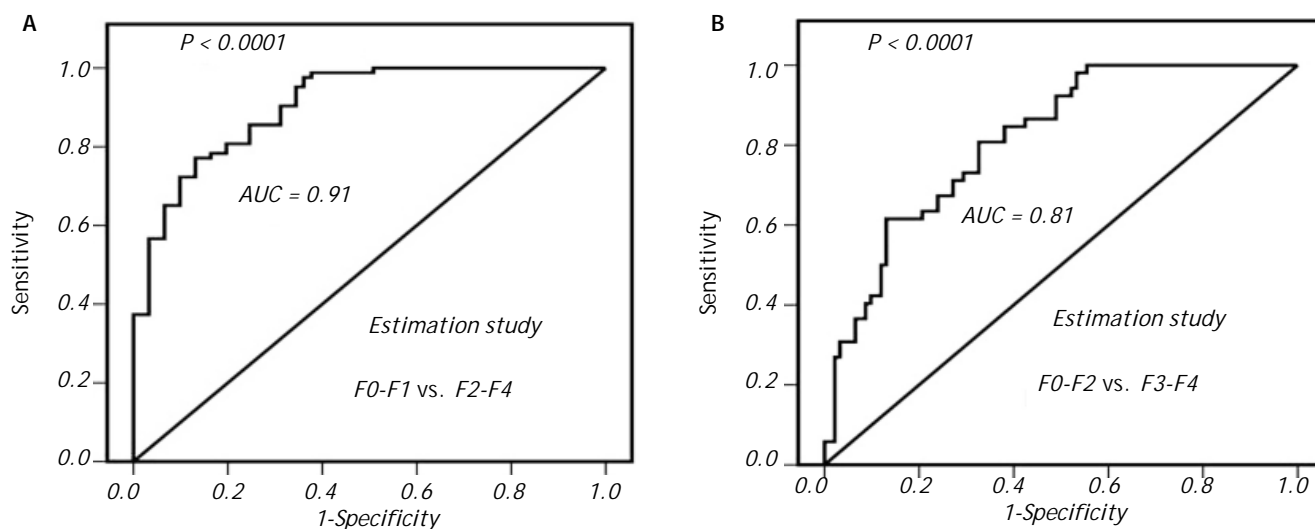 A
P < 0.0001
1.0
0.8
0.6
0.4
0.2
0.0
Sensitivity
AUC = 0.91
Estimation study
F0-F1 vs. F2-F4
0.0 0.2 0.4 0.6 0.8 1.0
1-Specificity
B
P < 0.0001
1.0
0.8
0.6
0.4
0.2
0.0
Sensitivity
AUC = 0.81
Estimation study
F0-F2 vs. F3-F4
0.0 0.2 0.4 0.6 0.8 1.0
1-Specificity